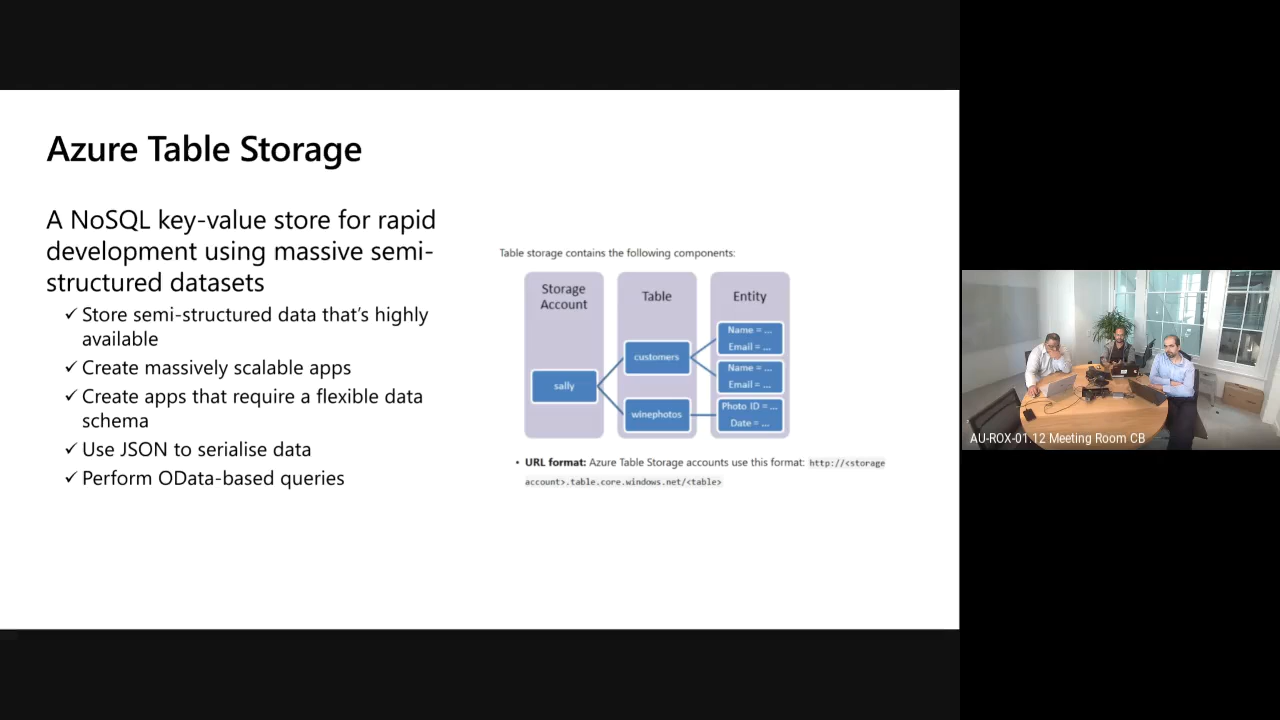 Azure Table Storage
A NoSQL key-value store for rapid
development using massive semi-
structured datasets
✓ Store semi-structured data that's highly
available
✓ Create massively scalable apps
✓ Create apps that require a flexible data
schema
✓ Use JSON to serialise data
✓ Perform OData-based queries
Table storage contains the following components:
Storage
Account
Table
Entity
sally
customers
winephotos
Name = ...
Email = ...
Name = ...
Email = ...
Photo ID = ...
Date = ...
• URL format: Azure Table Storage accounts use this format: http://<storage
account>.table.core.windows.net/<table>
AU-ROX-01.12 Meeting Room CB